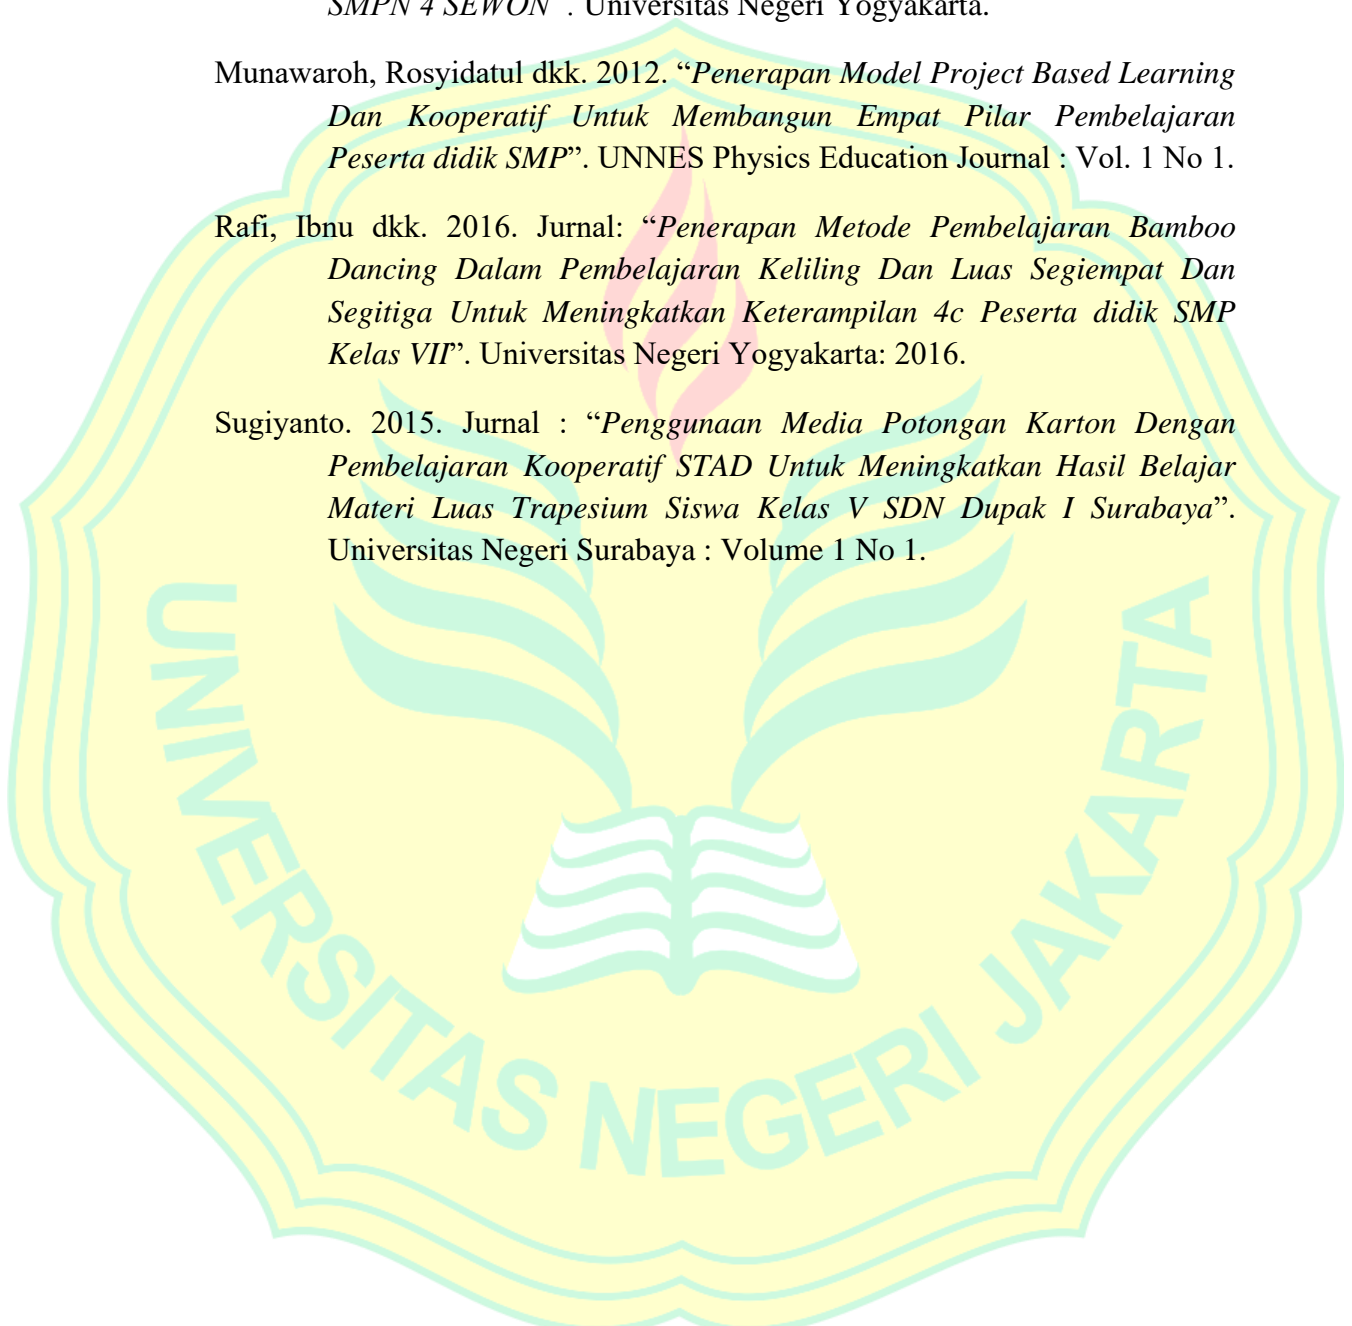 SMPN 4 SEWON”. Universitas Negeri Yogyakarta.
Munawaroh, Rosyidatul dkk. 2012. “Penerapan Model Project Based Learning
Dan Kooperatif Untuk Membangun Empat Pilar Pembelajaran
Peserta didik SMP”. UNNES Physics Education Journal : Vol. 1 No 1.
Rafi, Ibnu dkk. 2016. Jurnal: “Penerapan Metode Pembelajaran Bamboo
Dancing Dalam Pembelajaran Keliling Dan Luas Segiempat Dan
Segitiga Untuk Meningkatkan Keterampilan 4c Peserta didik SMP
Kelas VII”. Universitas Negeri Yogyakarta: 2016.
Sugiyanto. 2015. Jurnal : “Penggunaan Media Potongan Karton Dengan
Pembelajaran Kooperatif STAD Untuk Meningkatkan Hasil Belajar
Materi Luas Trapesium Siswa Kelas V SDN Dupak I Surabaya”.
Universitas Negeri Surabaya : Volume 1 No 1.
UNIVERSITAS NEGERI JAKARTA